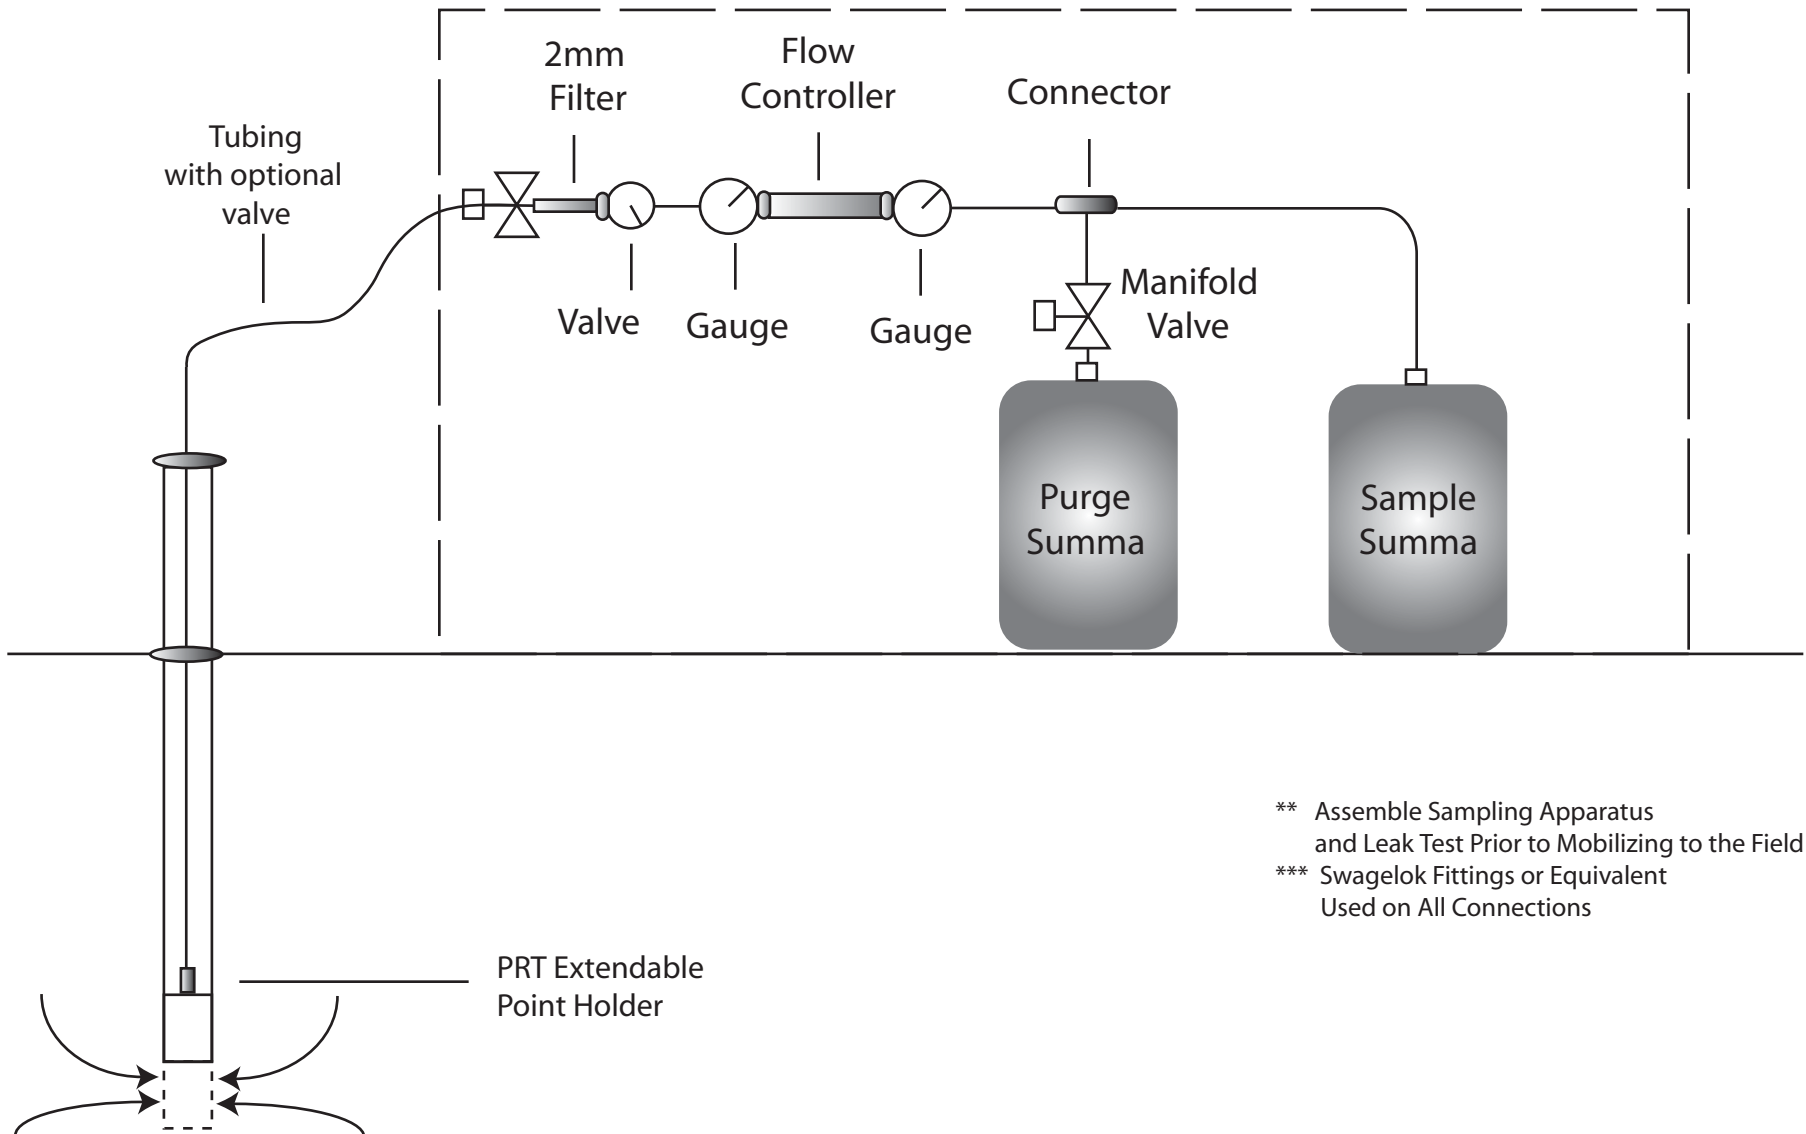 2mm
Filter
Flow
Controller
Connector
Tubing
with optional
valve
Valve
Gauge
Gauge
Manifold
Valve
Purge
Summa
Sample
Summa
** Assemble Sampling Apparatus
and Leak Test Prior to Mobilizing to the Field
*** Swagelok Fittings or Equivalent
Used on All Connections
PRT Extendable
Point Holder